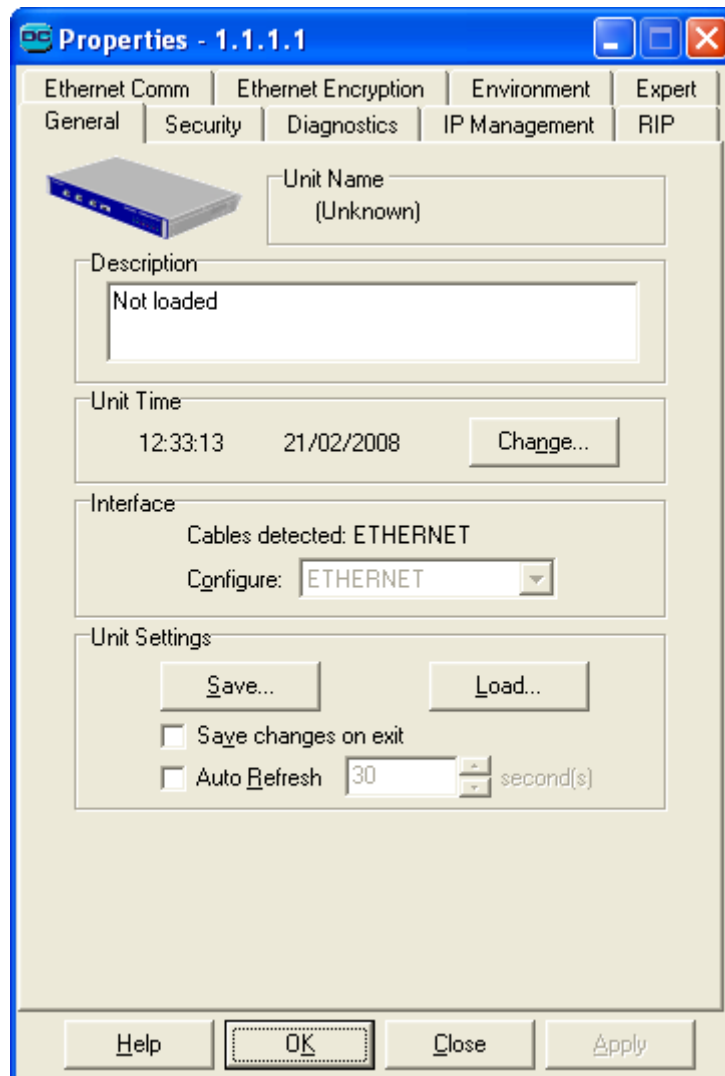 Properties - 1.1.1.1
Ethernet Comm Ethernet Encryption Environment Expert
General Security Diagnostics IP Management RIP
Unit Name
(Unknown)
Description
Not loaded
Unit Time
12:33:13 21/02/2008 Change...
Interface
Cables detected: ETHERNET
Configure: ETHERNET
Unit Settings
Save... Load...
Save changes on exit
Auto Refresh 30 second(s)
Help OK Close Apply